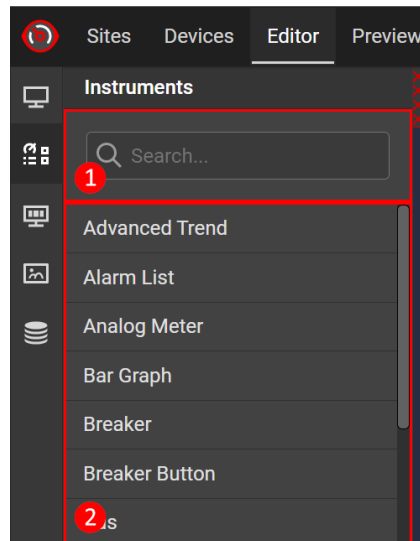 Sites Devices Editor Preview
Instruments
Search...
1
Advanced Trend
Alarm List
Analog Meter
Bar Graph
Breaker
Breaker Button
2